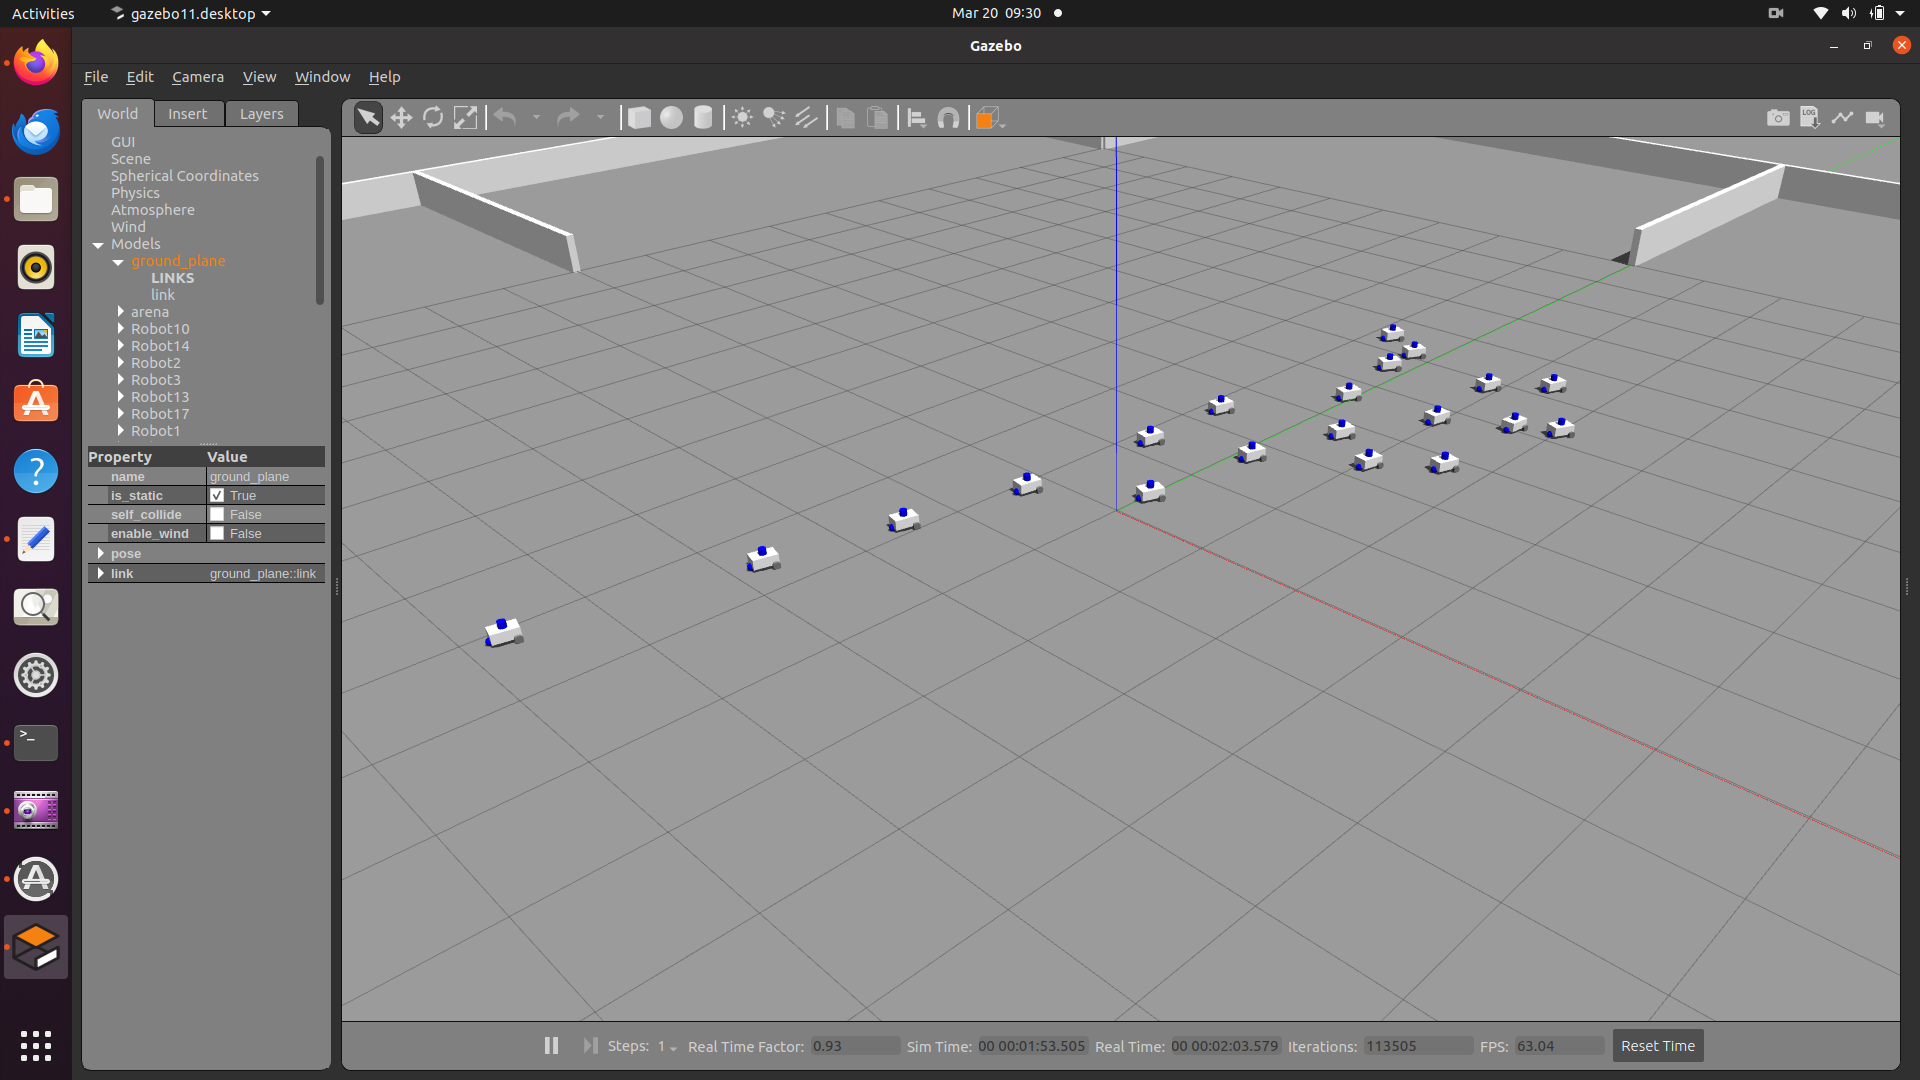 Activities gazebo11.desktop Mar 20 09:30
Gazebo
File Edit Camera View Window Help
World Insert Layers
LOG
GUI
Scene
Spherical Coordinates
Physics
Atmosphere
Wind
Models
ground_plane
LINKS
link
arena
Robot10
Robot14
Robot2
Robot3
Robot13
Robot17
Robot1
Property Value
name ground_plane
is_static True
self_collide False
enable_wind False
pose
link ground_plane::link
Steps: 1 Real Time Factor: 0.93 Sim Time: 00 00:01:53.505 Real Time: 00 00:02:03.579 Iterations: 113505 FPS: 63.04 Reset Time